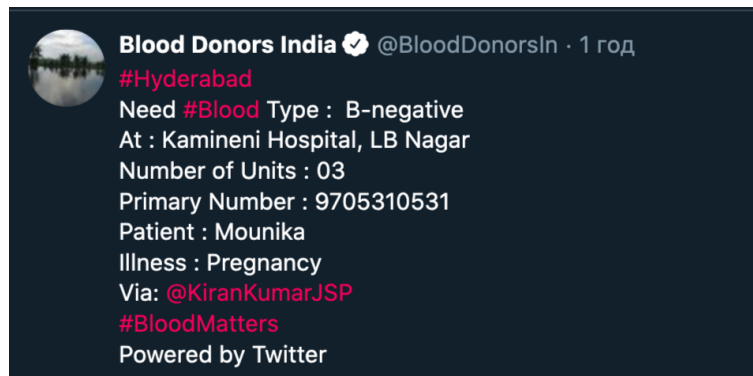 Blood Donors India @BloodDonorsIn · 1 год
#Hyderabad
Need #Blood Type : B-negative
At : Kamineni Hospital, LB Nagar
Number of Units : 03
Primary Number : 9705310531
Patient : Mounika
Illness : Pregnancy
Via: @KiranKumarJSP
#BloodMatters
Powered by Twitter